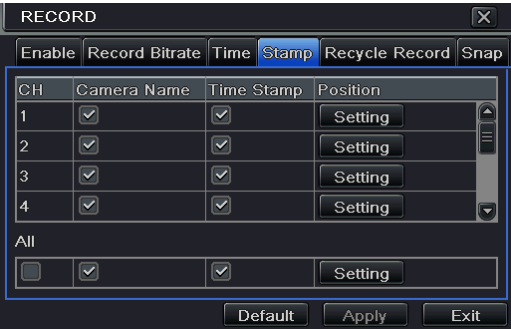 RECORD
Enable Record Bitrate Time Stamp Recycle Record Snap
CH Camera Name Time Stamp Position
1 Setting
2 Setting
3 Setting
4 Setting
All
Setting
Default Apply Exit